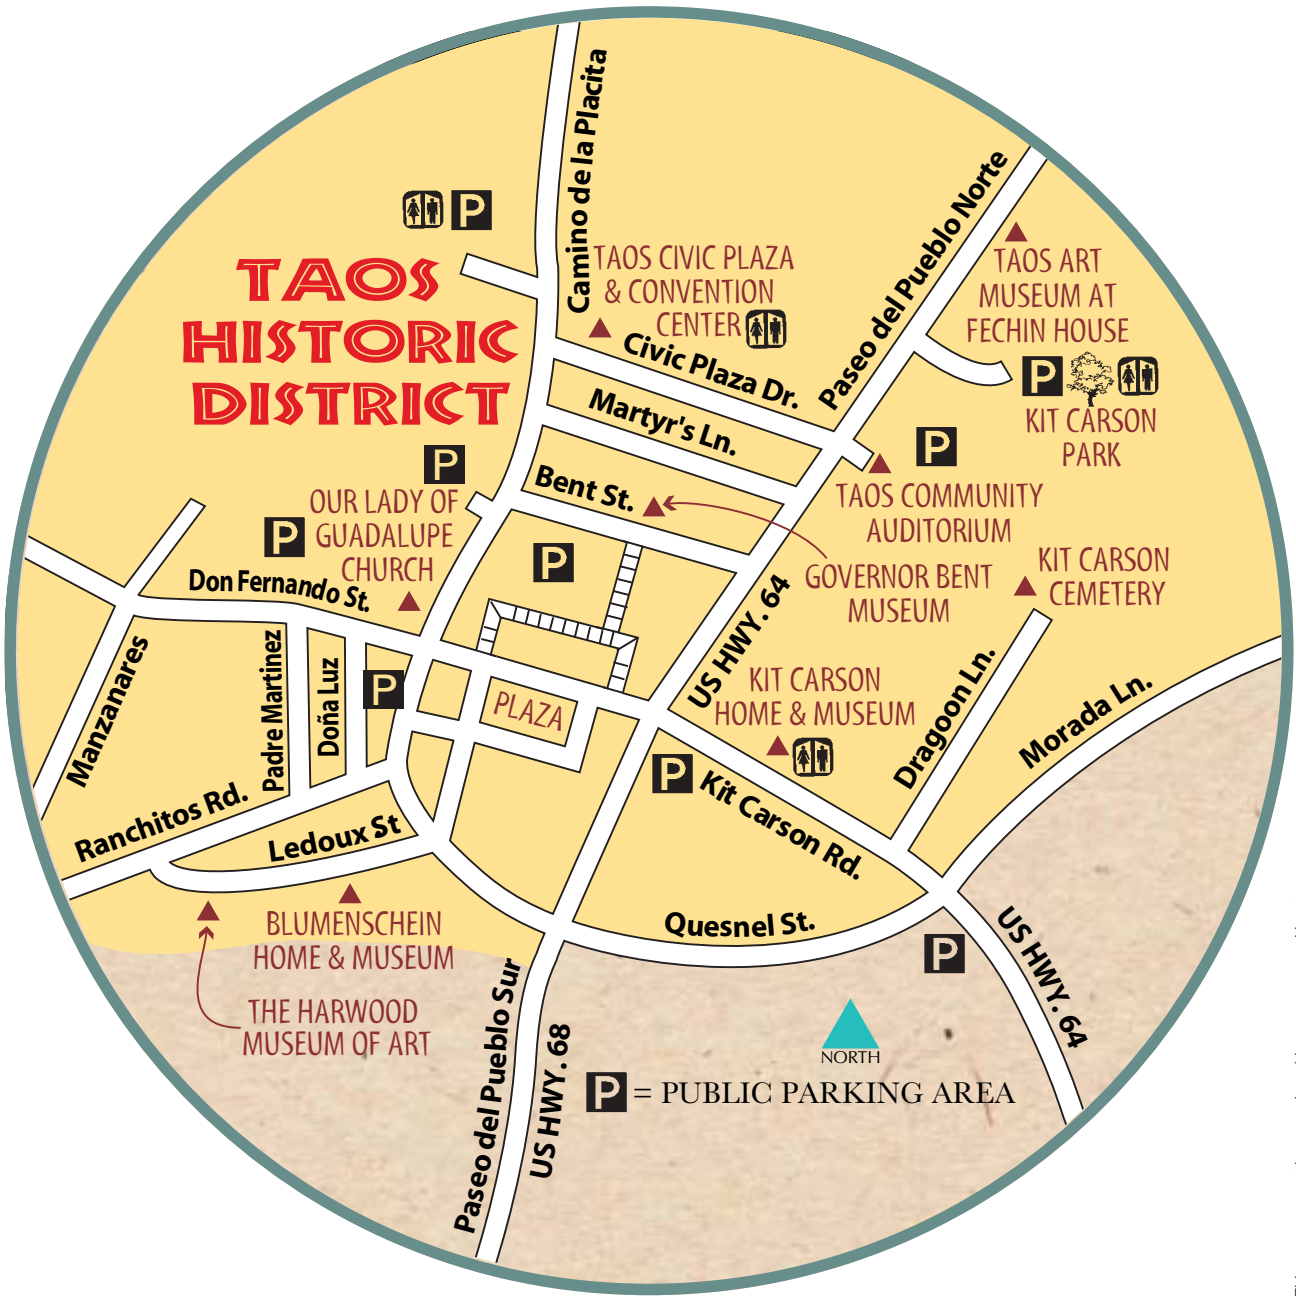 Camino de la Placita
P
TAOS
HISTORIC
DISTRICT
TAOS CIVIC PLAZA
& CONVENTION
CENTER
Paseo del Pueblo Norte
TAOS ART
MUSEUM AT
FECHIN HOUSE
P
KIT CARSON
PARK
Civic Plaza Dr.
Martyr's Ln.
P
TAOS COMMUNITY
AUDITORIUM
P
Bent St.
OUR LADY OF
GUADALUPE
CHURCH
P
P
GOVERNOR BENT
MUSEUM
KIT CARSON
CEMETERY
Don Fernando St.
US HWY. 64
Manzanares
Padre Martinez
Doña Luz
P
PLAZA
KIT CARSON
HOME & MUSEUM
Dragoon Ln.
Morada Ln.
P
Kit Carson Rd.
Ranchitos Rd.
Ledoux St
Quesnel St.
BLUMENSCHEIN
HOME & MUSEUM
THE HARWOOD
MUSEUM OF ART
P
US HWY. 64
Paseo del Pueblo Sur
US HWY. 68
NORTH
P = PUBLIC PARKING AREA